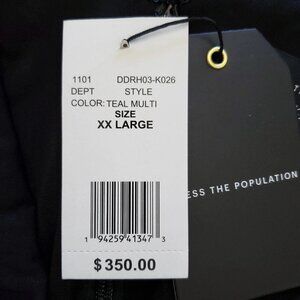 1101 DDRH03-K026
DEPT STYLE
COLOR: TEAL MULTI
SIZE
XX LARGE
1 94259 41347 3
$350.00
ESS THE POPULATION